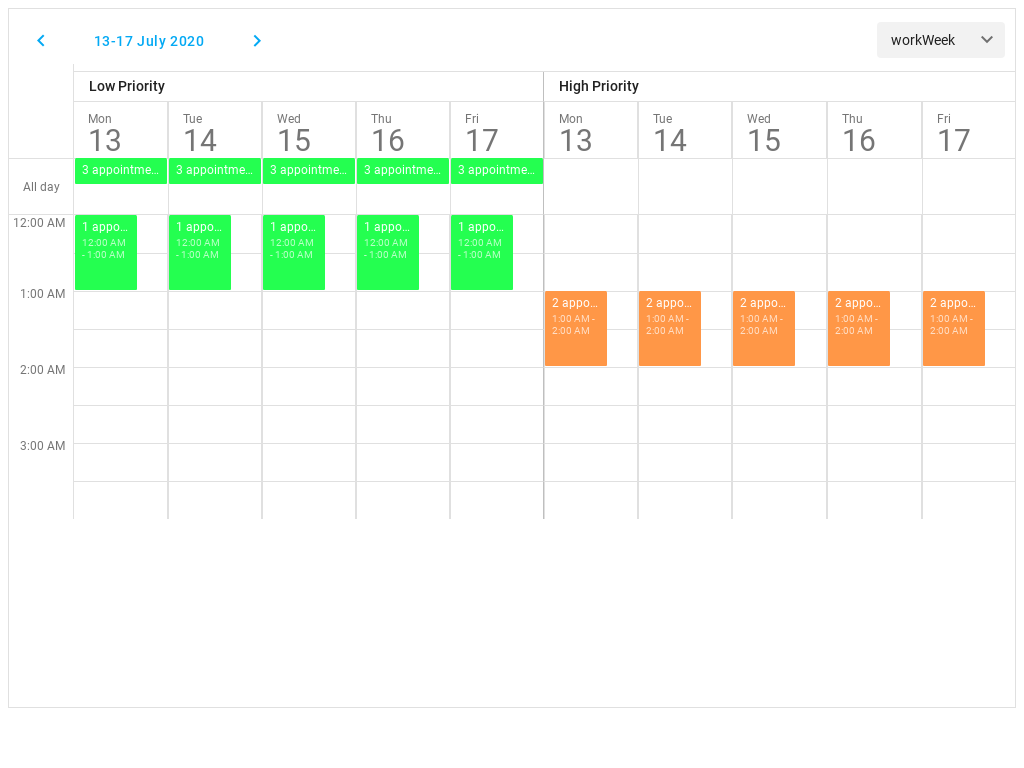 13-17 July 2020
workWeek
Low Priority
High Priority
Mon Tue Wed Thu Fri Mon Tue Wed Thu Fri
13 14 15 16 17 13 14 15 16 17
All day
3 appointme... 3 appointme... 3 appointme... 3 appointme... 3 appointme...
12:00 AM
1 appo... 1 appo... 1 appo... 1 appo... 1 appo...
12:00 AM 12:00 AM 12:00 AM 12:00 AM 12:00 AM
- 1:00 AM - 1:00 AM - 1:00 AM - 1:00 AM - 1:00 AM
1:00 AM
2 appo... 2 appo... 2 appo... 2 appo... 2 appo...
1:00 AM - 1:00 AM - 1:00 AM - 1:00 AM - 1:00 AM -
2:00 AM 2:00 AM 2:00 AM 2:00 AM 2:00 AM
2:00 AM
3:00 AM